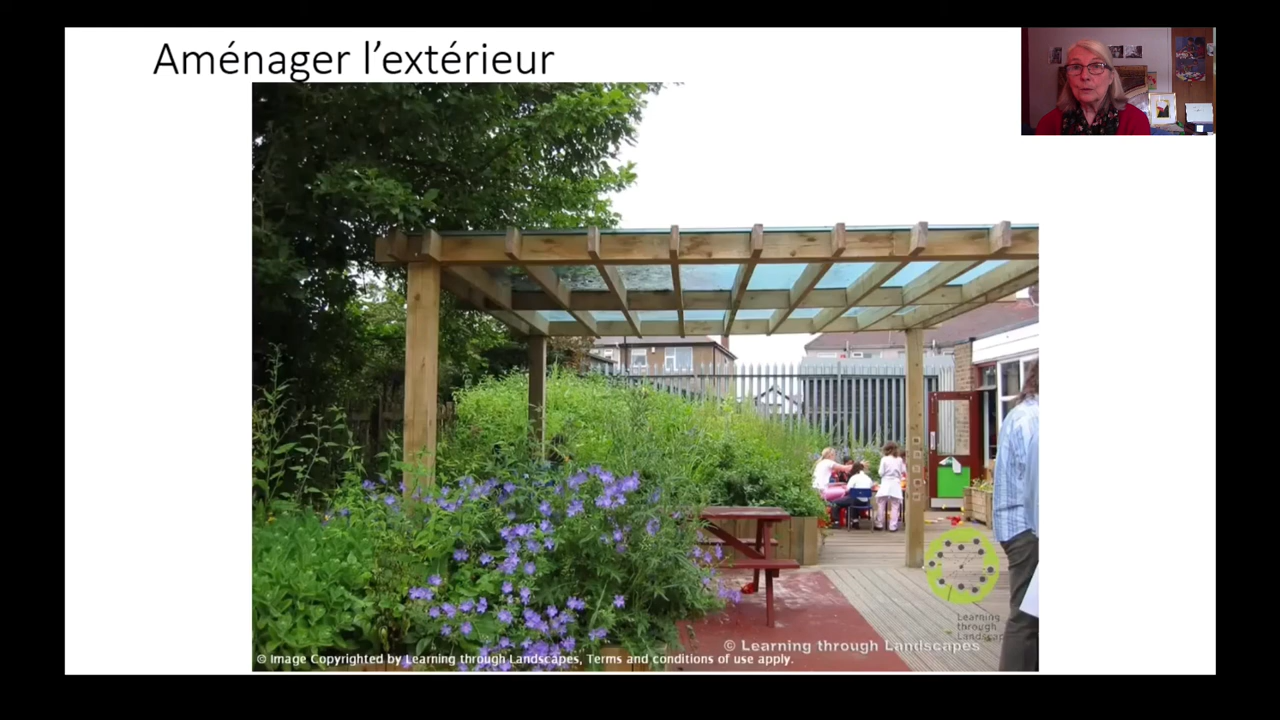 Aménager l'extérieur
Learning
through
Landscapes
© Learning through Landscapes
© Image Copyrighted by Learning through Landscapes, Terms and conditions of use apply.